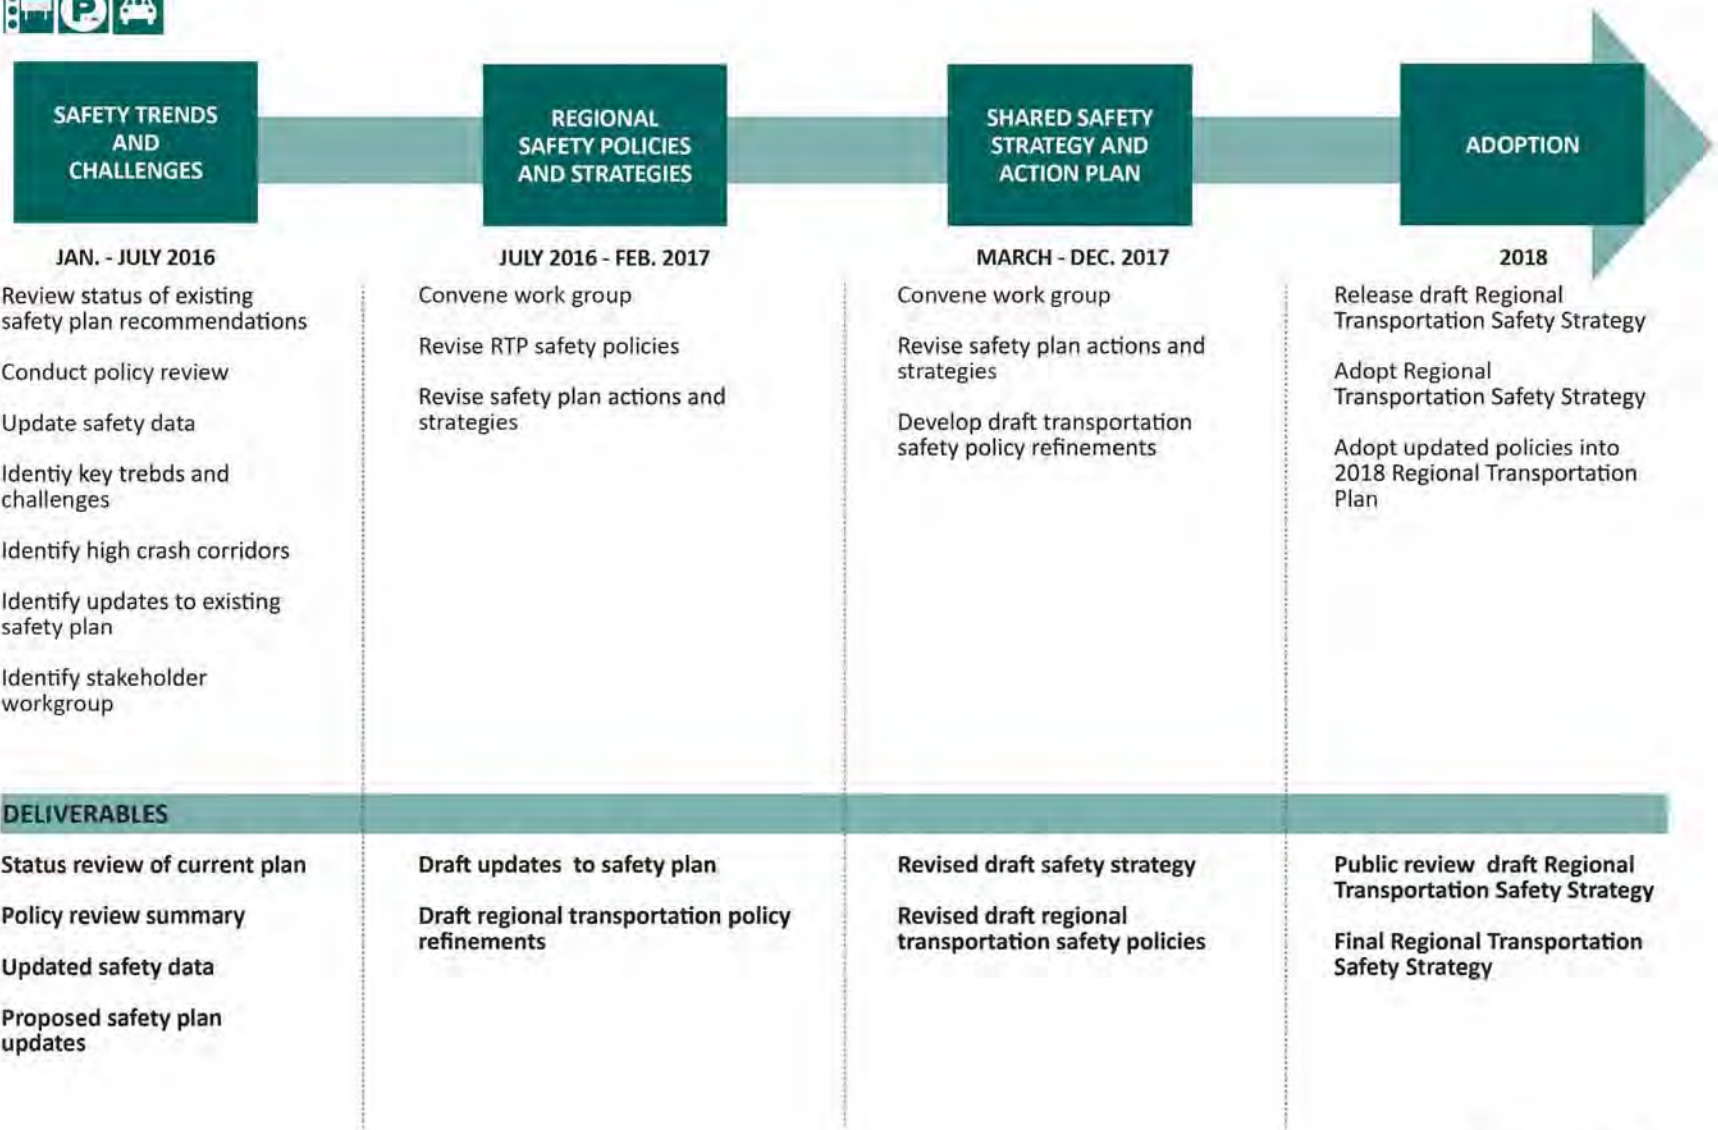 P
SAFETY TRENDS
AND
CHALLENGES
REGIONAL
SAFETY POLICIES
AND STRATEGIES
SHARED SAFETY
STRATEGY AND
ACTION PLAN
ADOPTION
JAN. - JULY 2016
Review status of existing
safety plan recommendations
Conduct policy review
Update safety data
Identiy key trebds and
challenges
Identify high crash corridors
Identify updates to existing
safety plan
Identify stakeholder
workgroup
JULY 2016 - FEB. 2017
Convene work group
Revise RTP safety policies
Revise safety plan actions and
strategies
MARCH - DEC. 2017
Convene work group
Revise safety plan actions and
strategies
Develop draft transportation
safety policy refinements
2018
Release draft Regional
Transportation Safety Strategy
Adopt Regional
Transportation Safety Strategy
Adopt updated policies into
2018 Regional Transportation
Plan
DELIVERABLES
Status review of current plan
Policy review summary
Updated safety data
Proposed safety plan
updates
Draft updates  to safety plan
Draft regional transportation policy
refinements
Revised draft safety strategy
Revised draft regional
transportation safety policies
Public review  draft Regional
Transportation Safety Strategy
Final Regional Transportation
Safety Strategy